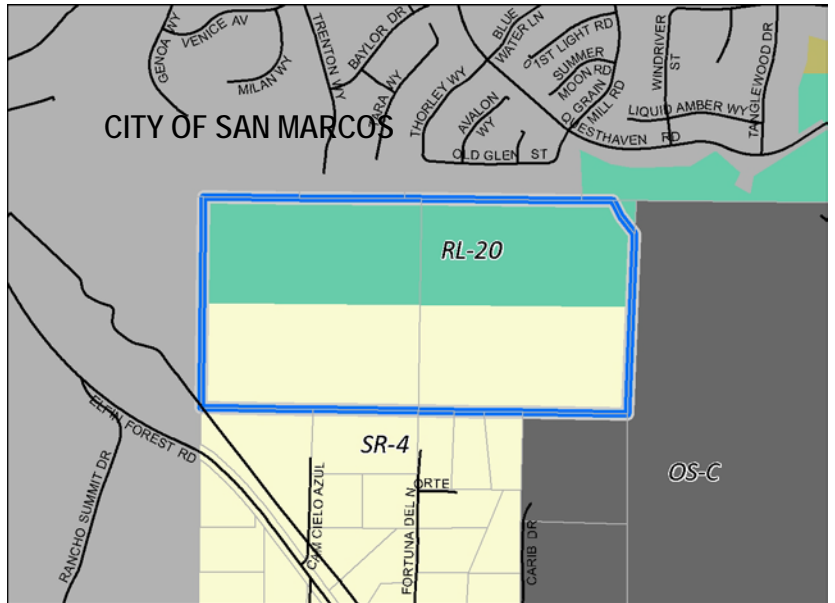 GENOA WY
VENICE AV
MILAN WY
TRENTON WY
BAYLOR DR
TARA WY
THORLEY WY
BLUE
WATER LN
1ST LIGHT RD
SUMMER
MOON RD
GRAIN
MILL RD
AVALON
WY
OLD GLEN ST
QUESTHAVEN RD
WINDRIVER
ST
LIQUID AMBER WY
TANGLEWOOD DR
CITY OF SAN MARCOS
RL-20
SR-4
OS-C
ELFIN FOREST RD
RANCHO SUMMIT DR
CAM CIELO AZUL
FORTUNA DEL NORTE
CARIB DR